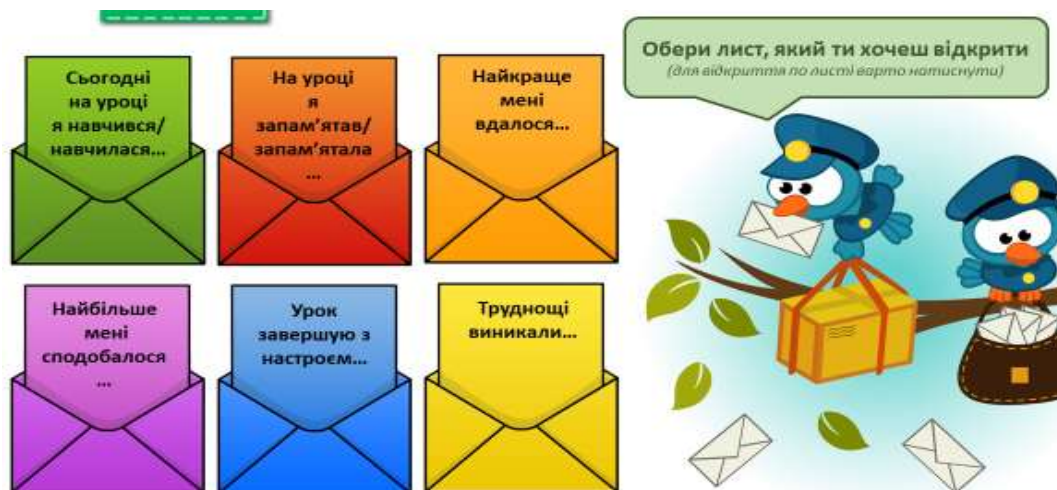 Сьогодні
на уроці
я навчився/
навчилася...
На уроці
я
запам'ятав/
запам'ятала
...
Найкраще
мені
вдалося...
Найбільше
мені
сподобалося
...
Урок
завершую з
настроєм...
Труднощі
виникали...
Обери лист, який ти хочеш відкрити
(для відкриття по листі варто натиснути)